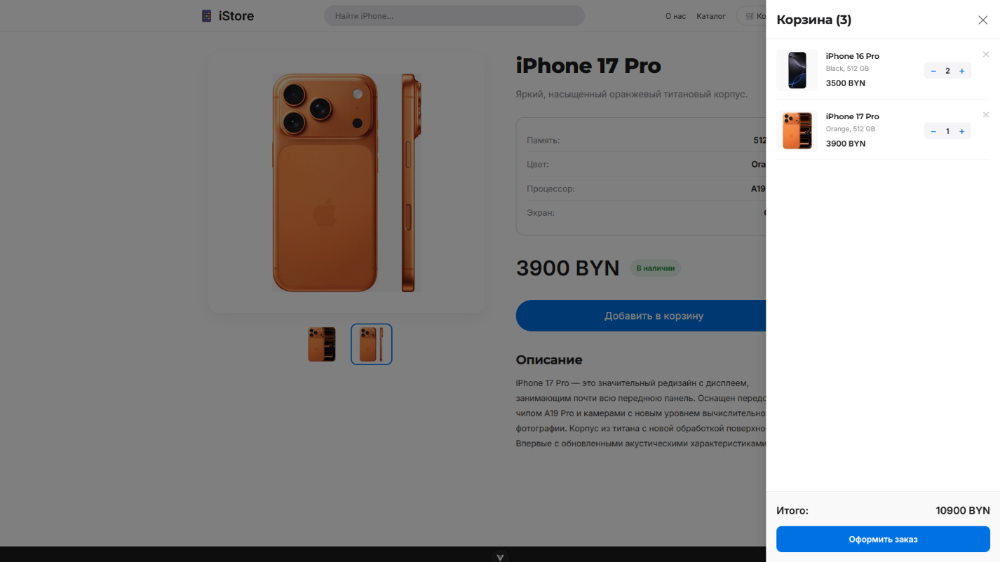 iStore
Найти iPhone...
О нас
Каталог
Ко
iPhone 17 Pro
Яркий, насыщенный оранжевый титановый корпус.
Память: 512
Цвет: Ora
Процессор: A19
Экран:
3900 BYN
В наличии
Добавить в корзину
Описание
iPhone 17 Pro — это значительный редизайн с дисплеем,
занимающим почти всю переднюю панель. Оснащен передо
чипом A19 Pro и камерами с новым уровнем вычислительно
фотографии. Корпус из титана с новой обработкой поверхно
Впервые с обновленными акустическими характеристиками
Корзина (3)
iPhone 16 Pro
Black, 512 GB
3500 BYN
− 2 +
iPhone 17 Pro
Orange, 512 GB
3900 BYN
− 1 +
Итого: 10900 BYN
Оформить заказ